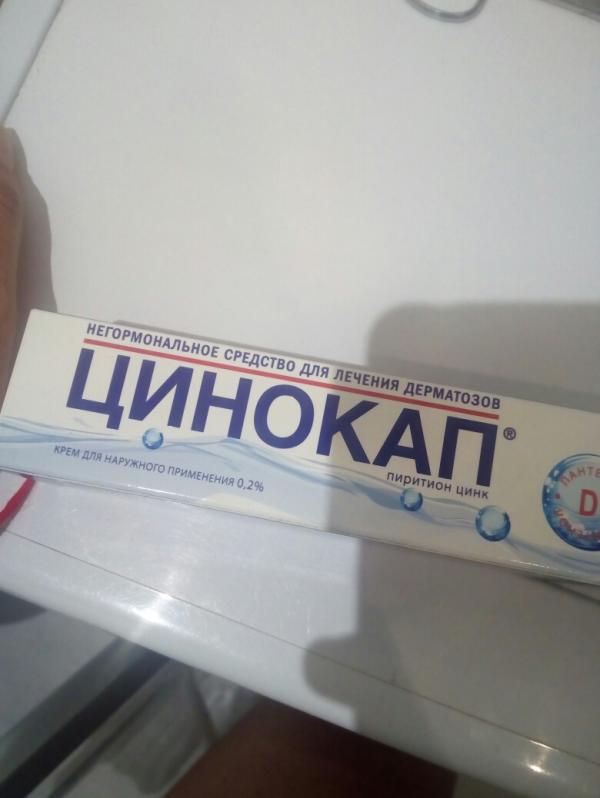 НЕГОРМОНАЛЬНОЕ СРЕДСТВО ДЛЯ ЛЕЧЕНИЯ ДЕРМАТОЗОВ
ЦИНОКАП®
пиритион цинк
КРЕМ ДЛЯ НАРУЖНОГО ПРИМЕНЕНИЯ 0,2%
D